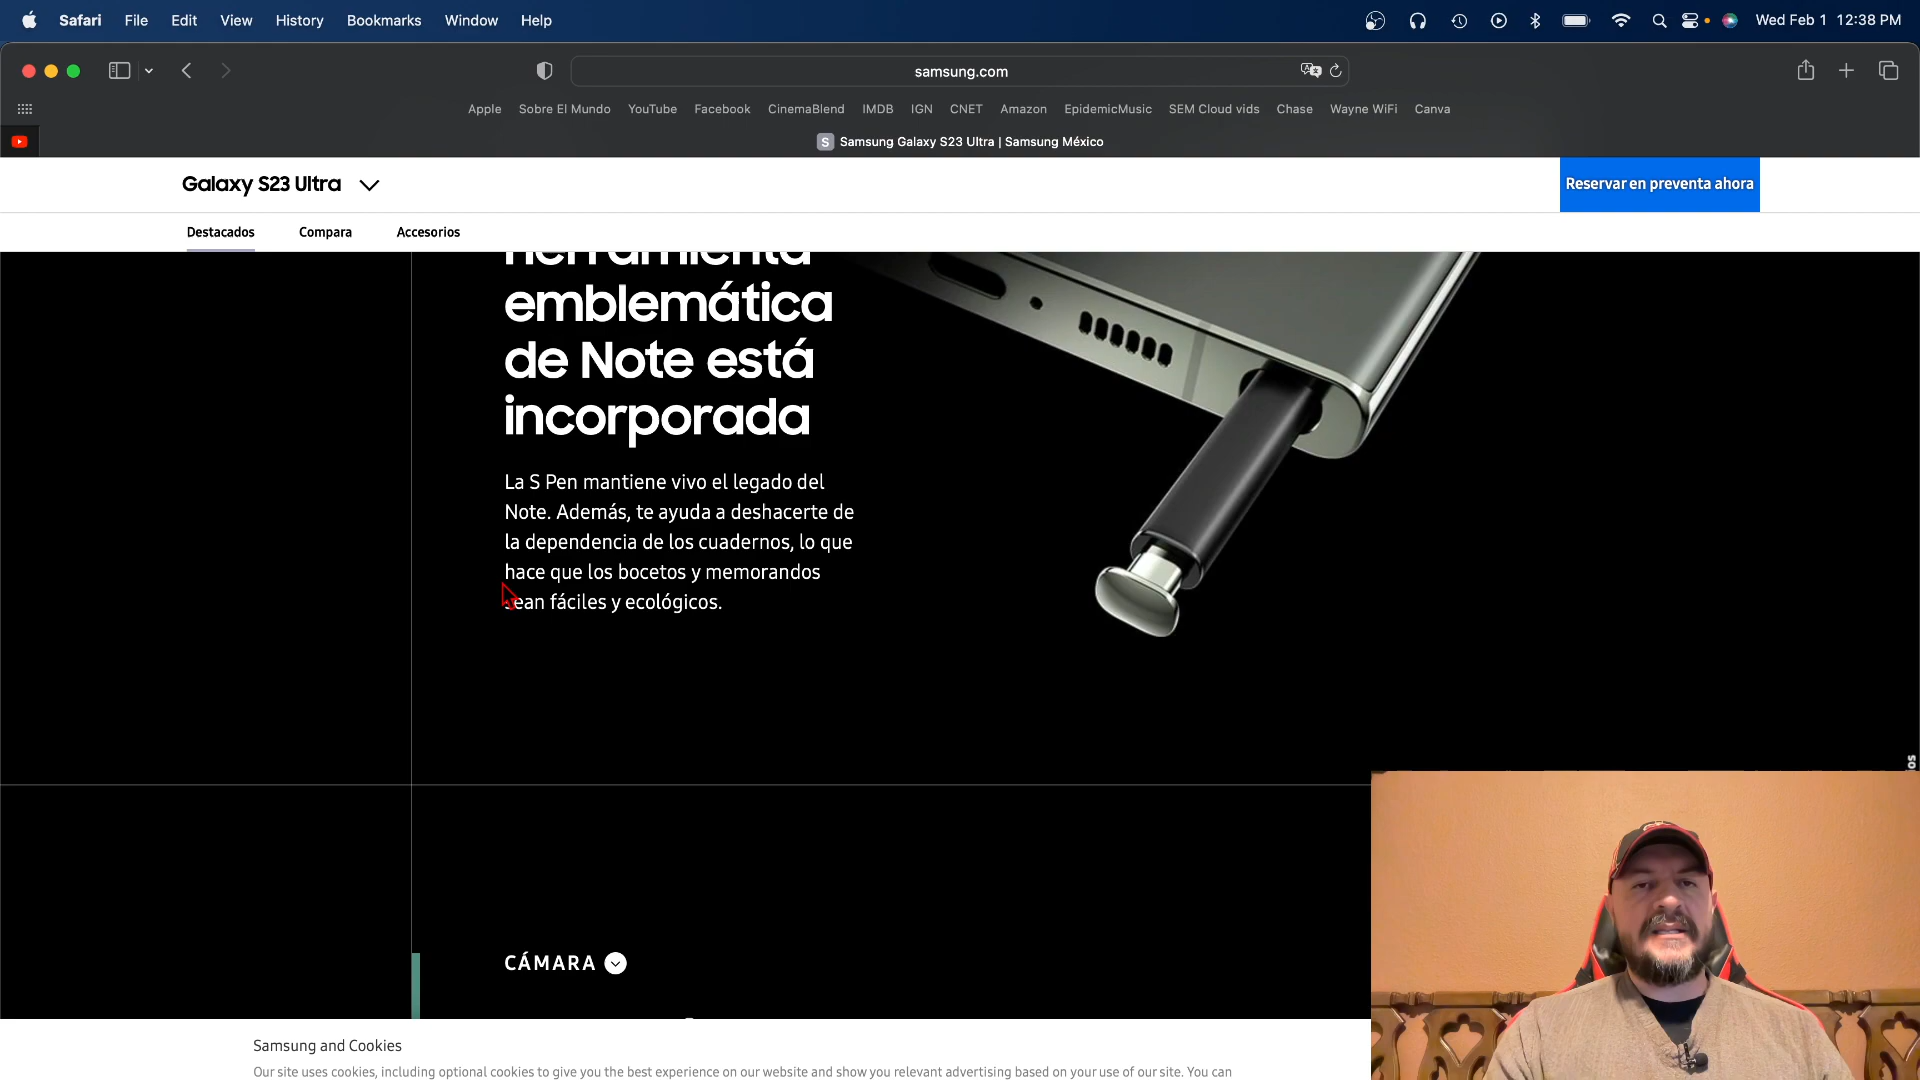 Safari File Edit View History Bookmarks Window Help Wed Feb 1 12:38 PM
samsung.com
Apple Sobre El Mundo YouTube Facebook CinemaBlend IMDB IGN CNET Amazon EpidemicMusic SEM Cloud vids Chase Wayne WiFi Canva
S Samsung Galaxy S23 Ultra | Samsung México
Galaxy S23 Ultra Reservar en preventa ahora
Destacados Compara Accesorios
herramienta
emblemática
de Note está
incorporada
La S Pen mantiene vivo el legado del
Note. Además, te ayuda a deshacerte de
la dependencia de los cuadernos, lo que
hace que los bocetos y memorandos
sean fáciles y ecológicos.
CÁMARA
Samsung and Cookies
Our site uses cookies, including optional cookies to give you the best experience on our website and show you relevant advertising based on your use of our site. You can